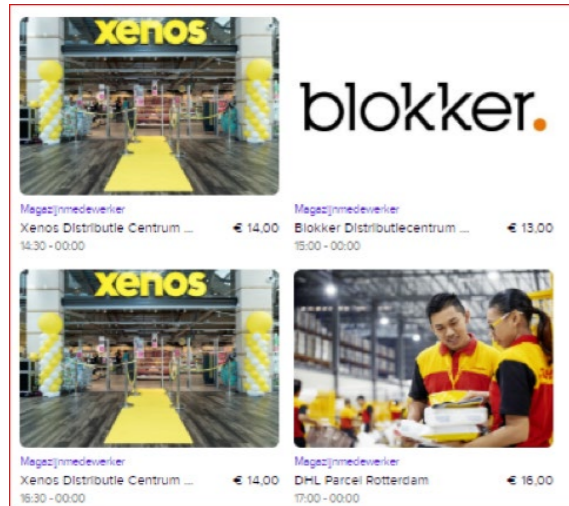 xenos
blokker.
Magazijnmedewerker
Xenos Distributie Centrum ... € 14,00
14:30 - 00:00
Magazijnmedewerker
Blokker Distributiecentrum ... € 13,00
15:00 - 00:00
xenos
Magazijnmedewerker
Xenos Distributie Centrum ... € 14,00
16:30 - 00:00
Magazijnmedewerker
DHL Parcel Rotterdam € 16,00
17:00 - 00:00